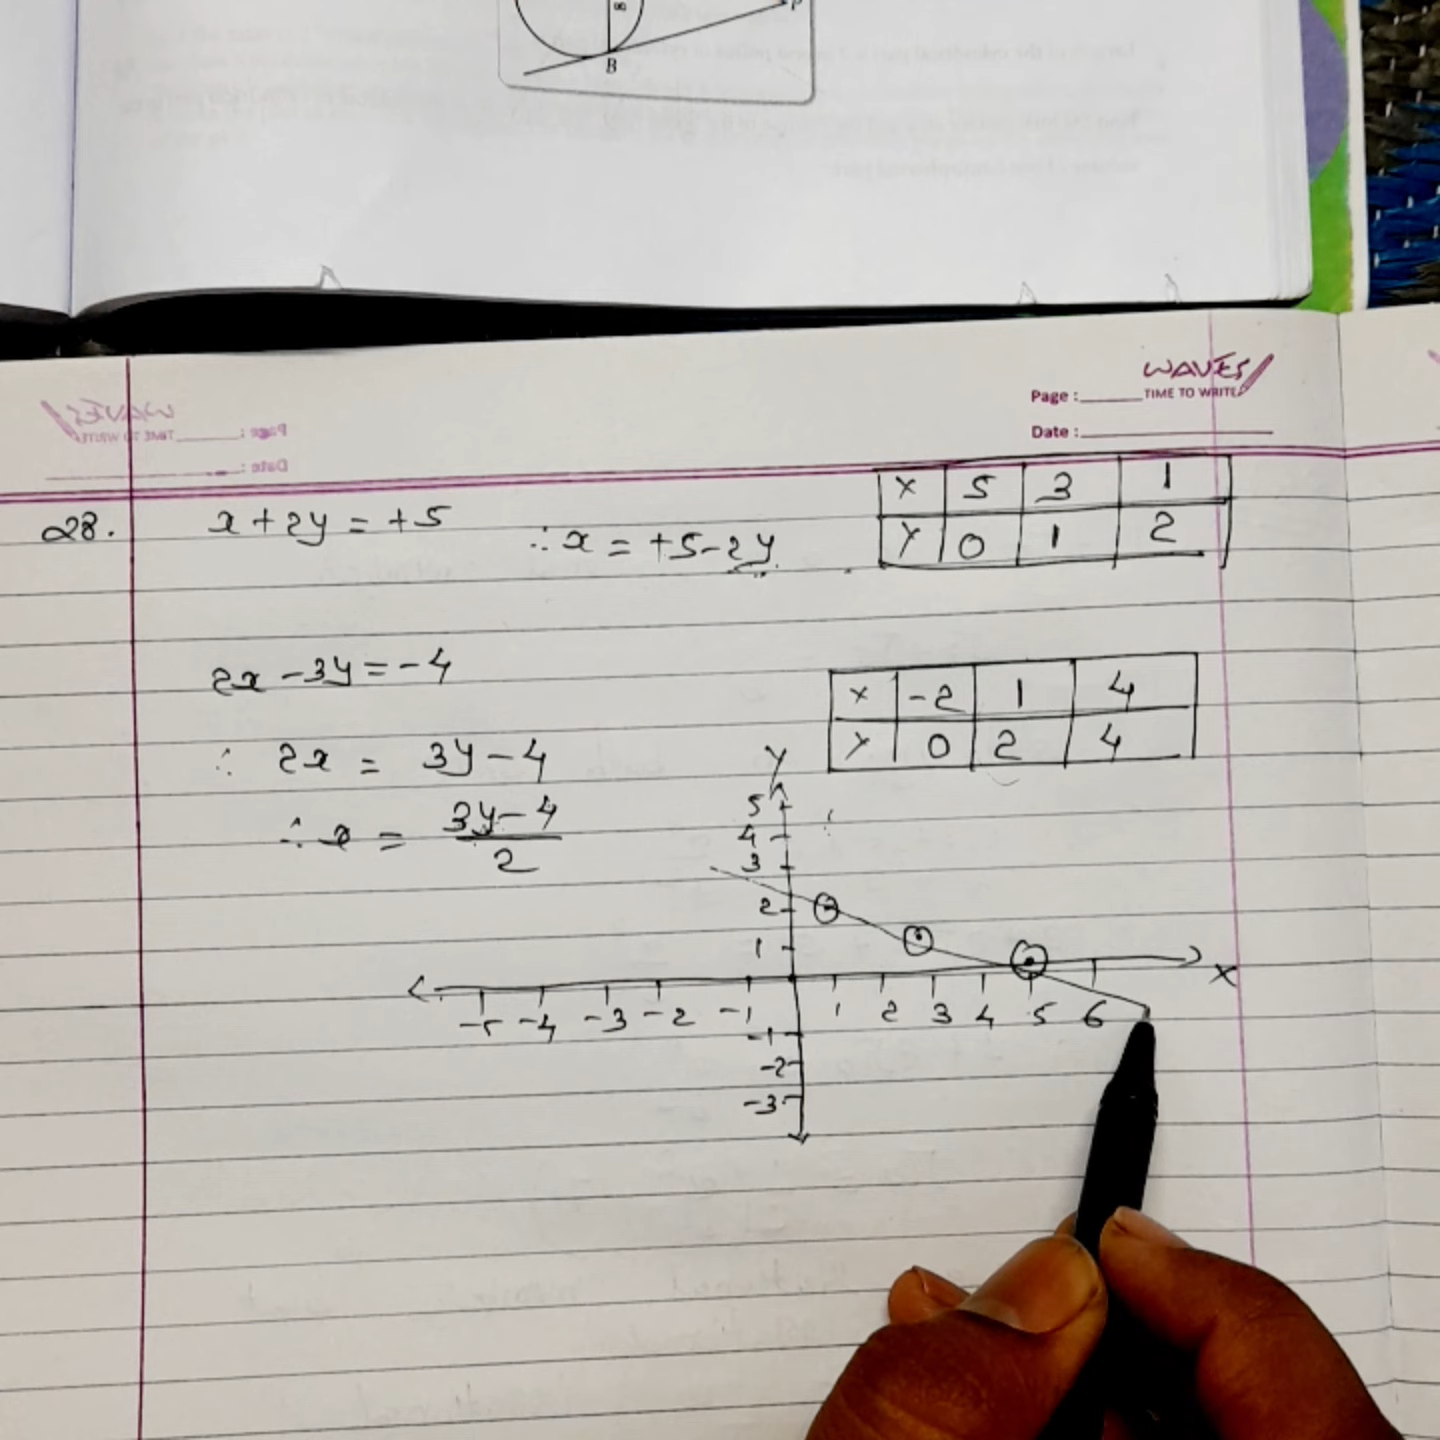 B
WAVES
Page : TIME TO WRITE
Date :
28. x + 2y = +5 ∴ x = +5 - 2y
X 5 3 1
Y 0 1 2
2x - 3y = -4
X -2 1 4
Y 0 2 4
∴ 2x = 3y - 4
∴ x = 3y - 4
2
Y
5
4
3
2
1
X
-5 -4 -3 -2 -1 1 2 3 4 5 6
-1
-2
-3